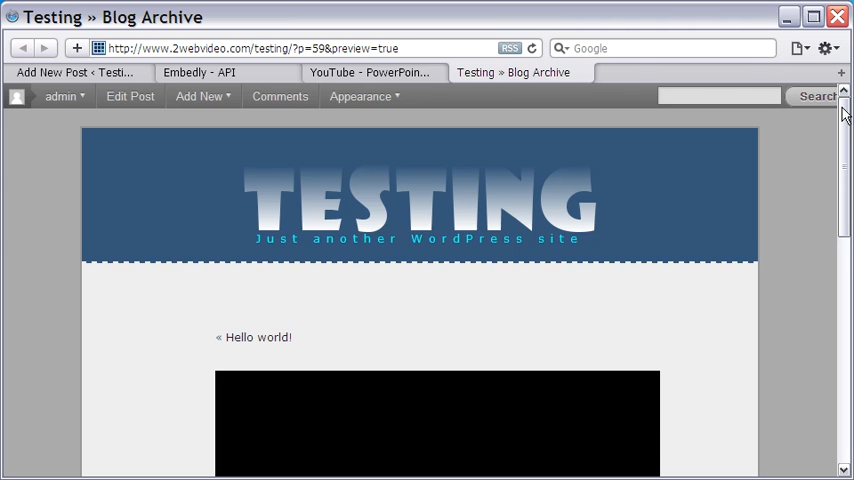 Testing » Blog Archive
http://www.2webvideo.com/testing/?p=59&preview=true
RSS
Google
Add New Post ‹ Testi...
Embedly - API
YouTube - PowerPoin...
Testing » Blog Archive
admin
Edit Post
Add New
Comments
Appearance
Search
TESTING
Just another WordPress site
« Hello world!